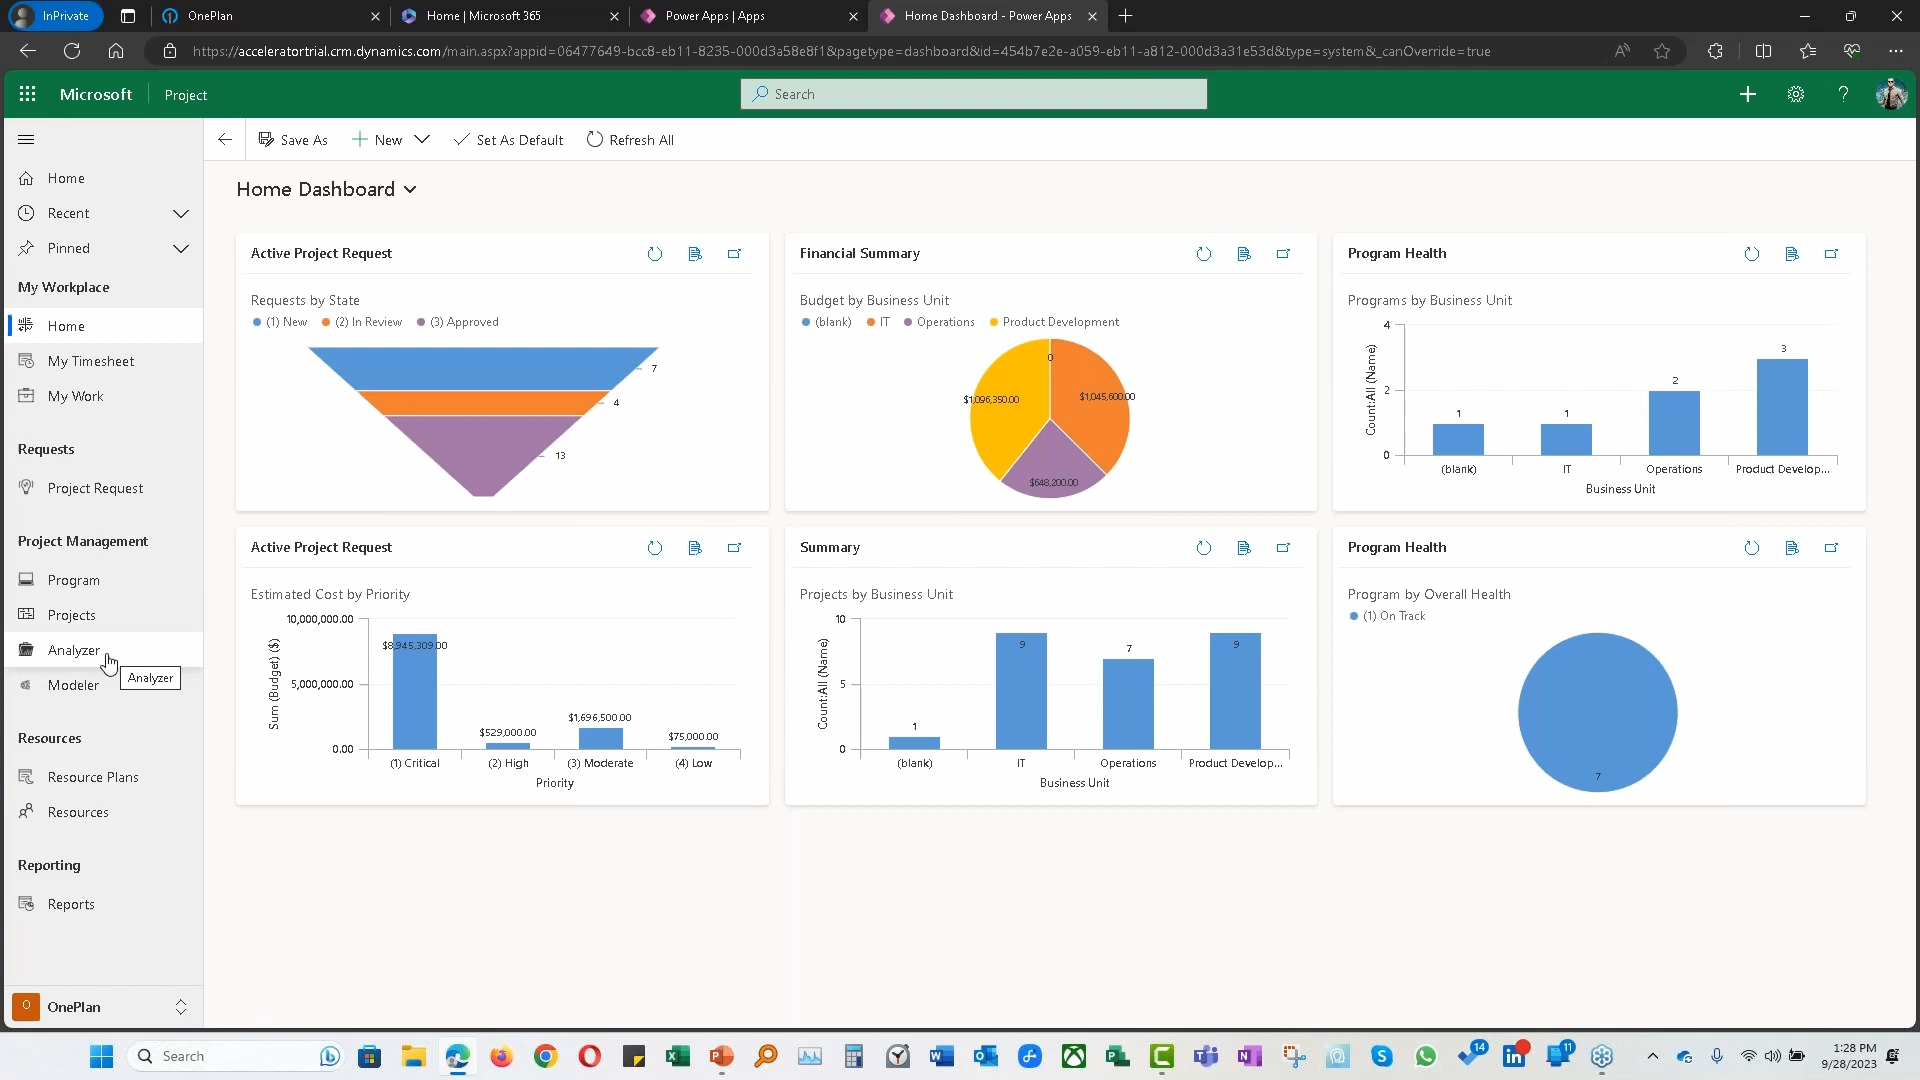 InPrivate
OnePlan
Home | Microsoft 365
Power Apps | Apps
Home Dashboard - Power Apps
https://acceleratortrial.crm.dynamics.com/main.aspx?appid=06477649-bcc8-eb11-8235-000d3a58e8f1&pagetype=dashboard&id=454b7e2e-a059-eb11-a812-000d3a31e53d&type=system&_canOverride=true
Microsoft
Project
Search
Save As
New
Set As Default
Refresh All
Home
Recent
Pinned
My Workplace
Home
My Timesheet
My Work
Requests
Project Request
Project Management
Program
Projects
Analyzer
Analyzer
Modeler
Resources
Resource Plans
Resources
Reporting
Reports
O
OnePlan
Home Dashboard
Active Project Request
Requests by State
(1) New (2) In Review (3) Approved
7
4
13
Financial Summary
Budget by Business Unit
(blank) IT Operations Product Development
0
$1,096,350.00
$1,045,600.00
$648,200.00
Program Health
Programs by Business Unit
Count:All (Name)
4
2
0
1
1
2
3
(blank)
IT
Operations
Product Develop...
Business Unit
Active Project Request
Estimated Cost by Priority
Sum (Budget) ($)
10,000,000.00
5,000,000.00
0.00
$8,945,309.00
$529,000.00
$1,696,500.00
$75,000.00
(1) Critical
(2) High
(3) Moderate
(4) Low
Priority
Summary
Projects by Business Unit
Count:All (Name)
10
5
0
1
9
7
9
(blank)
IT
Operations
Product Develop...
Business Unit
Program Health
Program by Overall Health
(1) On Track
7
Search
14
11
1:28 PM
9/28/2023